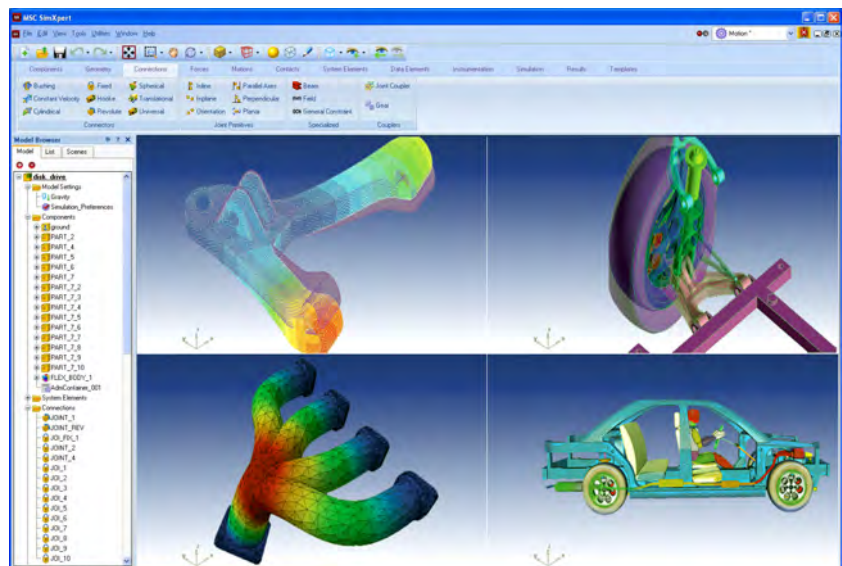 MSC SimXpert
File Edit View Tools Utilities Window Help
Motion *
Components Geometry Connections Forces Motions Contacts System Elements Data Elements Instrumentation Simulation Results Templates
Bushing Fixed Spherical Inline Parallel Axes Beam Joint Coupler
Constant Velocity Hooke Translational Inplane Perpendicular Field Gear
Cylindrical Revolute Universal Orientation Planar General Constraint
Connectors Joint Primitives Specialized Couplers
Model Browser
Model List Scenes
disk_drive
Model Settings
Gravity
Simulation_Preferences
Components
ground
PART_2
PART_4
PART_5
PART_6
PART_7
PART_7_2
PART_7_3
PART_7_4
PART_7_5
PART_7_6
PART_7_7
PART_7_8
PART_7_9
PART_7_10
FLEX_BODY_1
AdmContainer_001
System Elements
Connections
JOINT_1
JOINT_REV
JOI_FIX_1
JOINT_2
JOINT_4
JOI_1
JOI_2
JOI_3
JOI_4
JOI_5
JOI_6
JOI_7
JOI_8
JOI_9
JOI_10